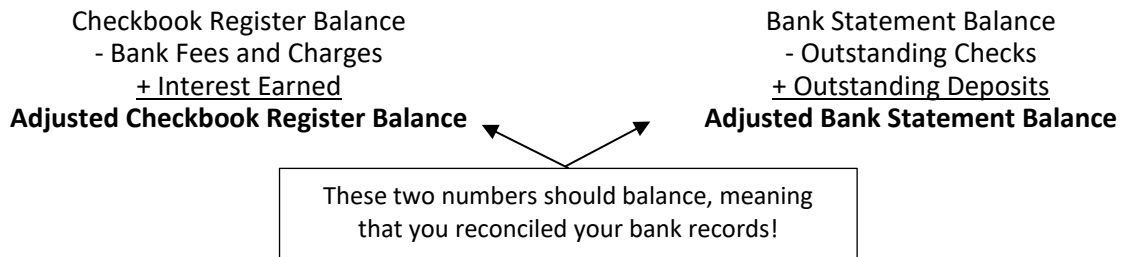 Checkbook Register Balance
- Bank Fees and Charges
+ Interest Earned
Adjusted Checkbook Register Balance
Bank Statement Balance
- Outstanding Checks
+ Outstanding Deposits
Adjusted Bank Statement Balance
These two numbers should balance, meaning
that you reconciled your bank records!